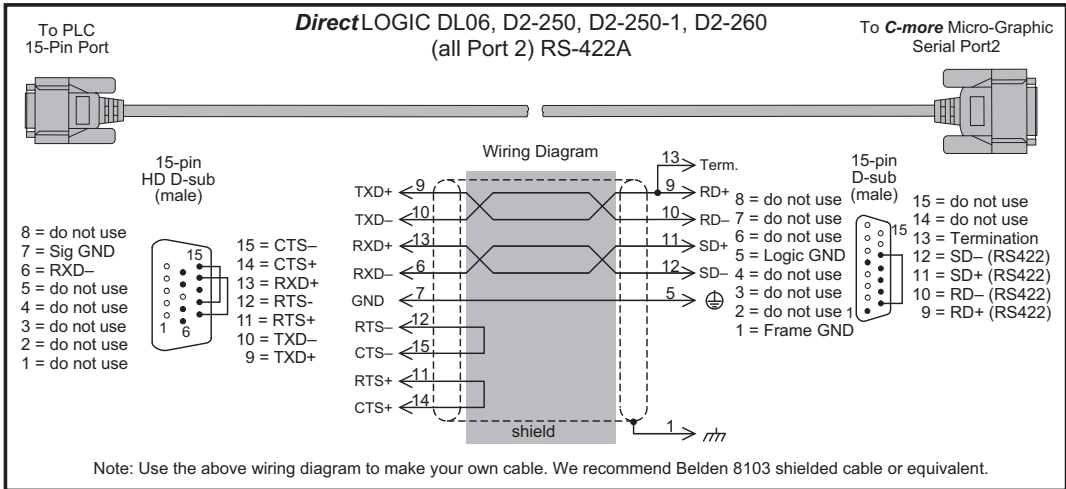 To PLC
15-Pin Port
DirectLOGIC DL06, D2-250, D2-250-1, D2-260
(all Port 2) RS-422A
To C-more Micro-Graphic
Serial Port2
15-pin
HD D-sub
(male)
8 = do not use
7 = Sig GND
6 = RXD–
5 = do not use
4 = do not use
3 = do not use
2 = do not use
1 = do not use
15
1
6
15 = CTS–
14 = CTS+
13 = RXD+
12 = RTS-
11 = RTS+
10 = TXD–
9 = TXD+
Wiring Diagram
13 Term.
TXD+ 9 9 RD+
TXD– 10 10 RD–
RXD+ 13 11 SD+
RXD– 6 12 SD–
GND 7 5
RTS– 12
CTS– 15
RTS+ 11
CTS+ 14
shield
1
15-pin
D-sub
(male)
8 = do not use
7 = do not use
6 = do not use
5 = Logic GND
4 = do not use
3 = do not use
2 = do not use
1 = Frame GND
15
1
15 = do not use
14 = do not use
13 = Termination
12 = SD– (RS422)
11 = SD+ (RS422)
10 = RD– (RS422)
9 = RD+ (RS422)
Note: Use the above wiring diagram to make your own cable. We recommend Belden 8103 shielded cable or equivalent.